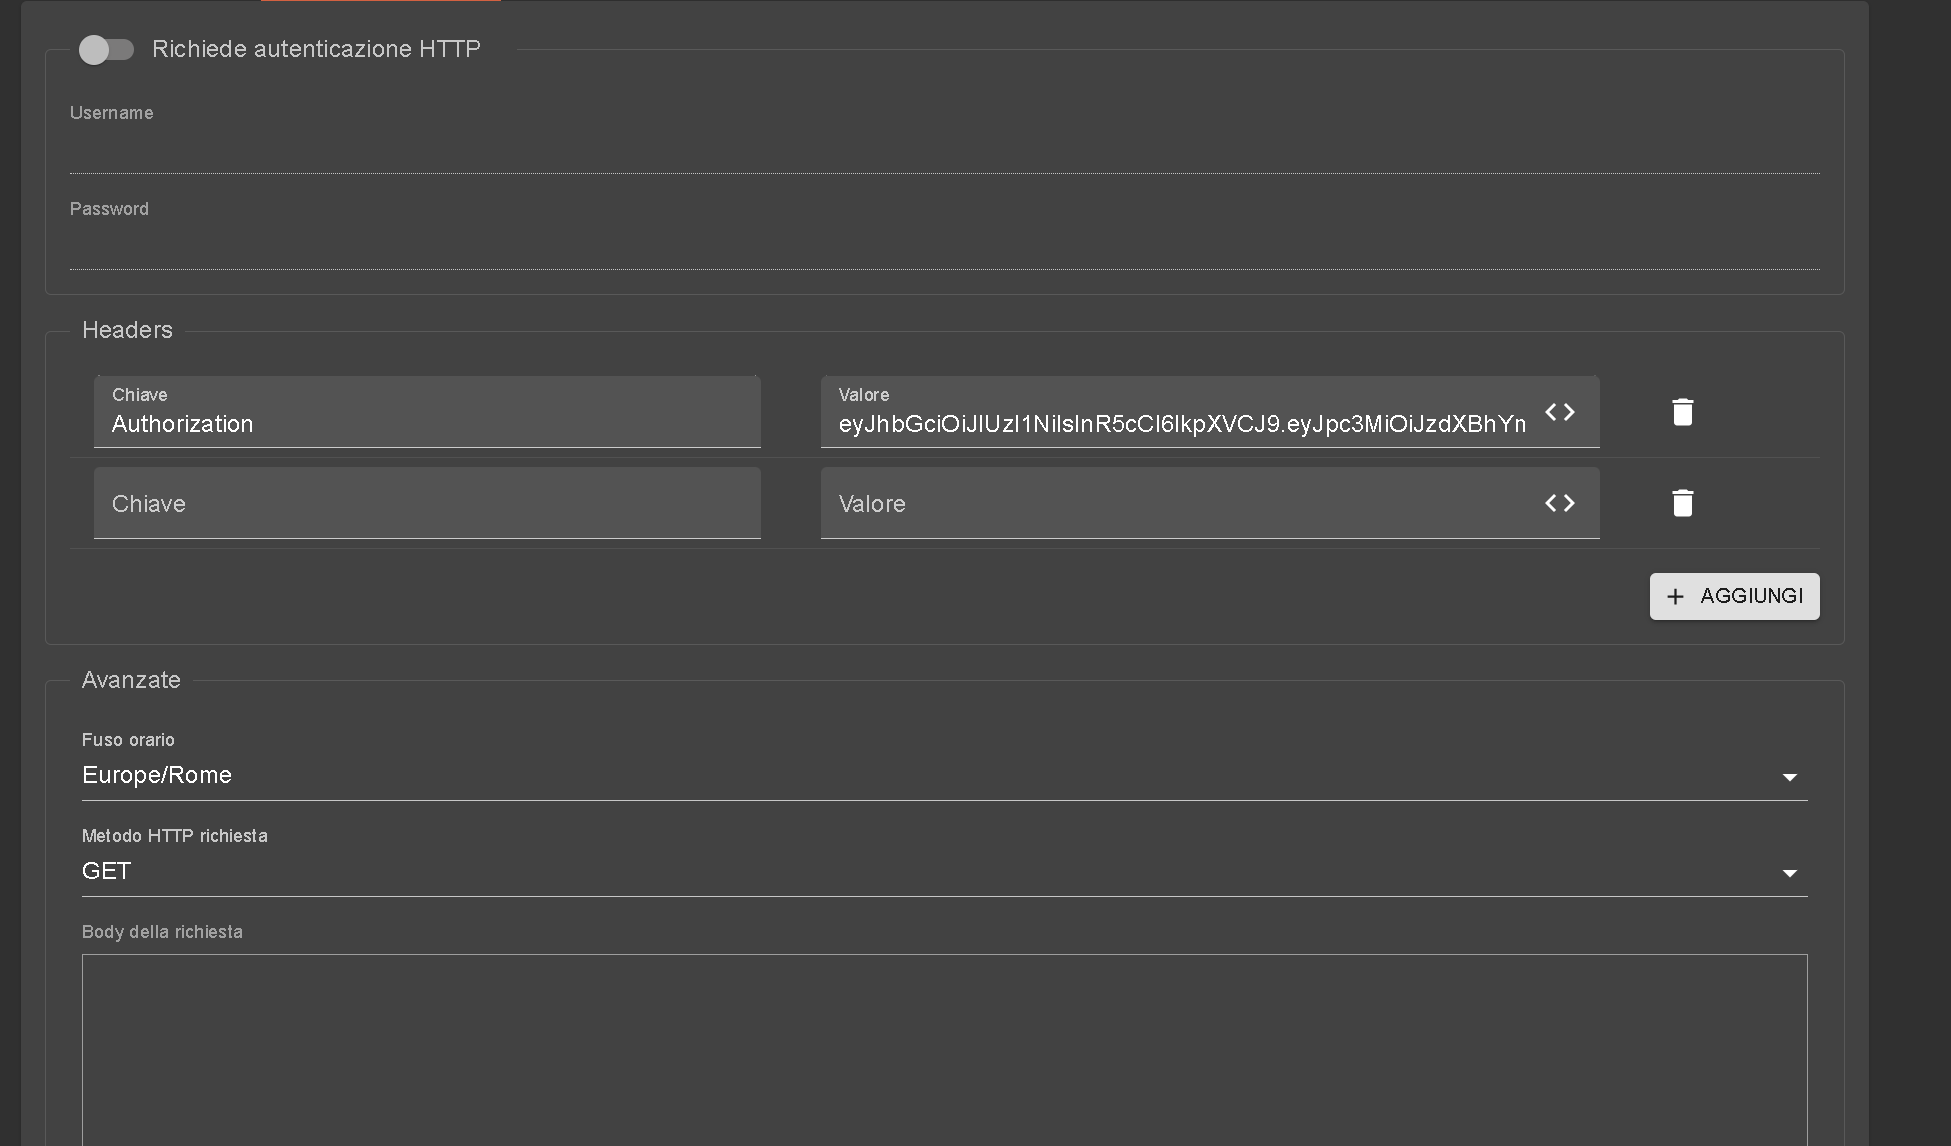 Richiede autenticazione HTTP
Username
Password
Headers
Chiave
Authorization
Valore
eyJhbGciOiJIUzI1NiIsInR5cCI6IkpXVCJ9.eyJpc3MiOiJzdXBhYn
Chiave
Valore
AGGIUNGI
Avanzate
Fuso orario
Europe/Rome
Metodo HTTP richiesta
GET
Body della richiesta